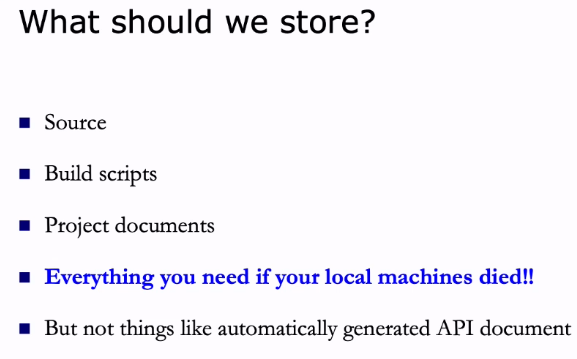 What should we store?
Source
Build scripts
Project documents
Everything you need if your local machines died!!
But not things like automatically generated API document